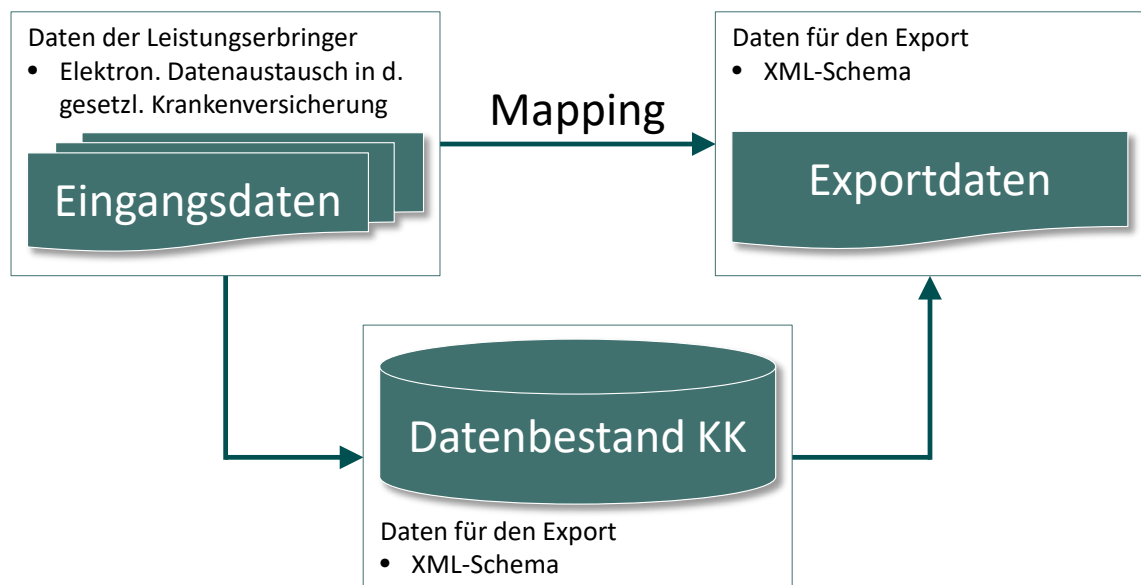 Daten der Leistungserbringer
• Elektron. Datenaustausch in d.
gesetzl. Krankenversicherung
Eingangsdaten
Mapping
Daten für den Export
• XML-Schema
Exportdaten
Datenbestand KK
Daten für den Export
• XML-Schema